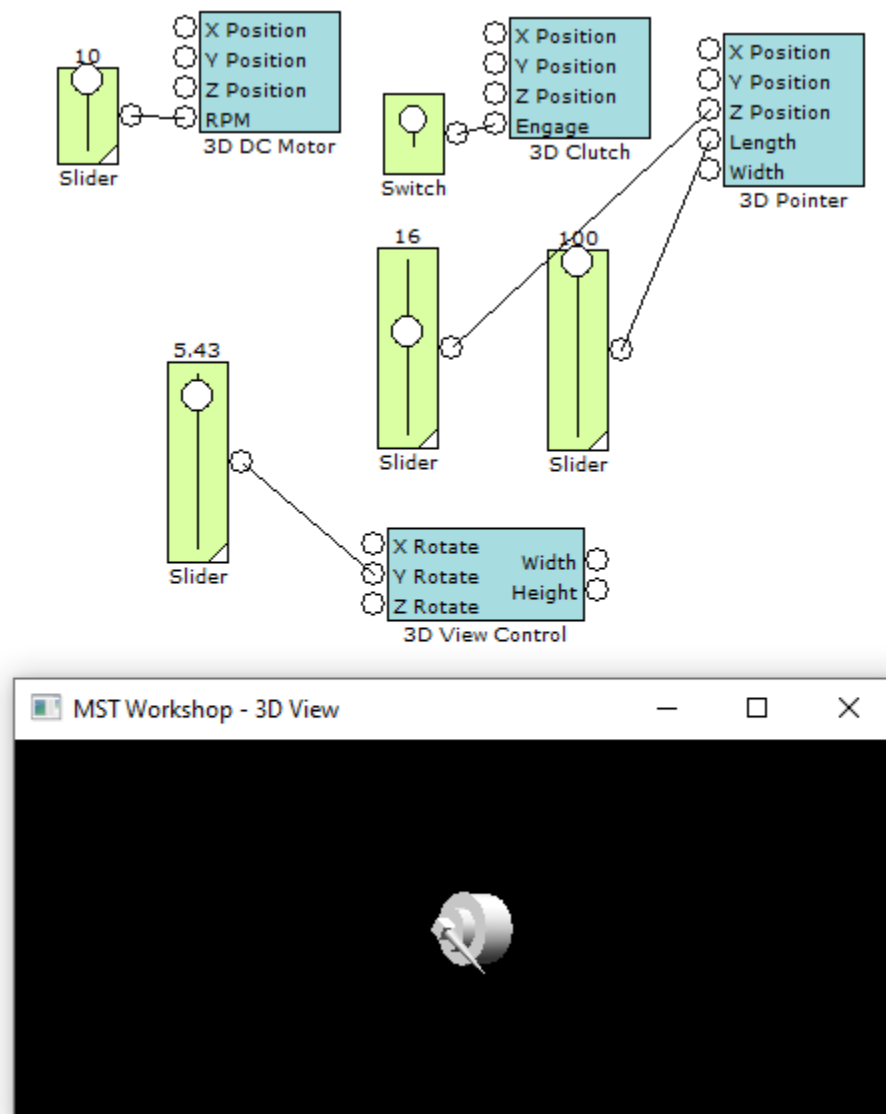 10
Slider
X Position
Y Position
Z Position
RPM
3D DC Motor
Switch
X Position
Y Position
Z Position
Engage
3D Clutch
X Position
Y Position
Z Position
Length
Width
3D Pointer
16
Slider
100
Slider
5.43
Slider
X Rotate
Y Rotate
Z Rotate
Width
Height
3D View Control
MST Workshop - 3D View